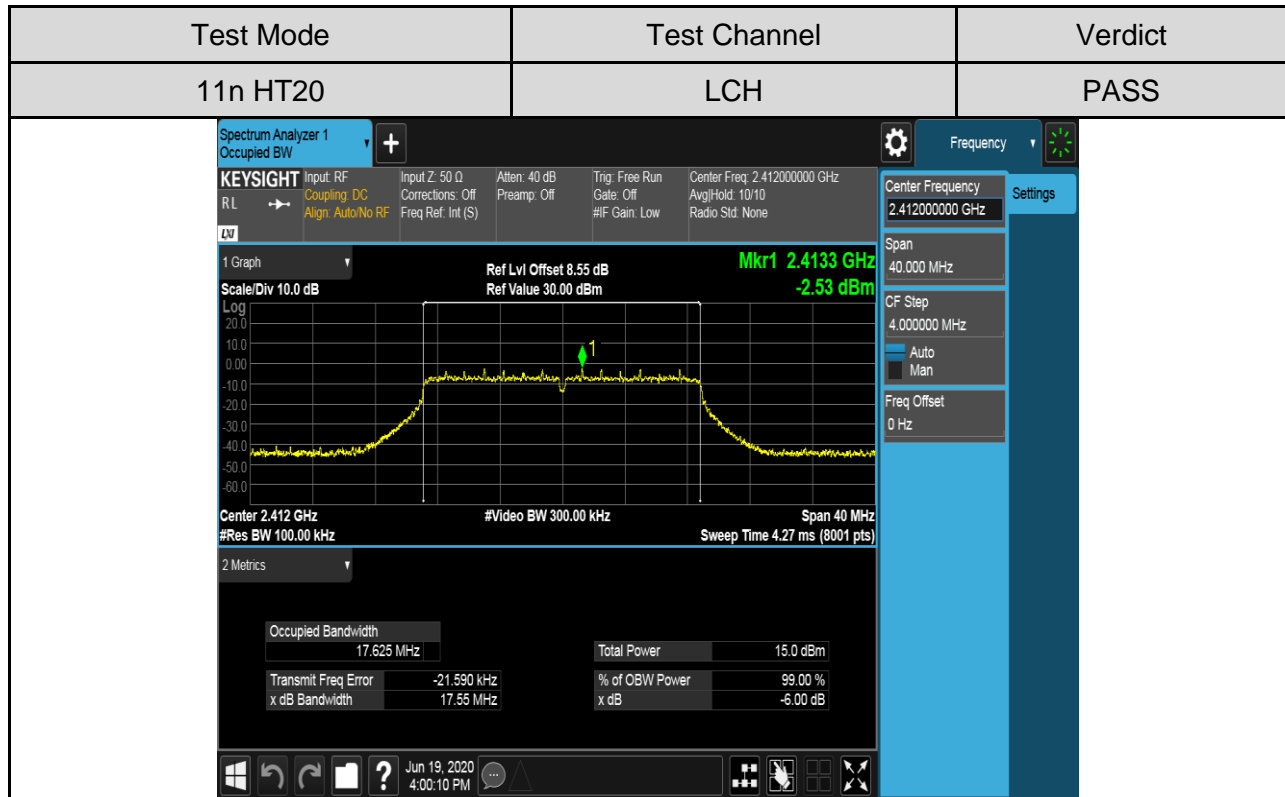 Test Mode Test Channel Verdict
11n HT20 LCH PASS
Spectrum Analyzer 1
Occupied BW
+
Frequency
KEYSIGHT Input: RF Input Z: 50 Ω Atten: 40 dB Trig: Free Run Center Freq: 2.412000000 GHz
RL Coupling: DC Corrections: Off Preamp: Off Gate: Off Avg|Hold: 10/10
Align: Auto/No RF Freq Ref: Int (S) #IF Gain: Low Radio Std: None
LXI
Center Frequency
2.412000000 GHz
Settings
Span
40.000 MHz
CF Step
4.000000 MHz
Auto
Man
Freq Offset
0 Hz
1 Graph
Scale/Div 10.0 dB
Ref Lvl Offset 8.55 dB
Ref Value 30.00 dBm
Mkr1 2.4133 GHz
-2.53 dBm
Log
20.0
10.0
0.00
-10.0
-20.0
-30.0
-40.0
-50.0
-60.0
1
Center 2.412 GHz #Video BW 300.00 kHz Span 40 MHz
#Res BW 100.00 kHz Sweep Time 4.27 ms (8001 pts)
2 Metrics
Occupied Bandwidth
17.625 MHz Total Power 15.0 dBm
Transmit Freq Error -21.590 kHz % of OBW Power 99.00 %
x dB Bandwidth 17.55 MHz x dB -6.00 dB
?
Jun 19, 2020
4:00:10 PM